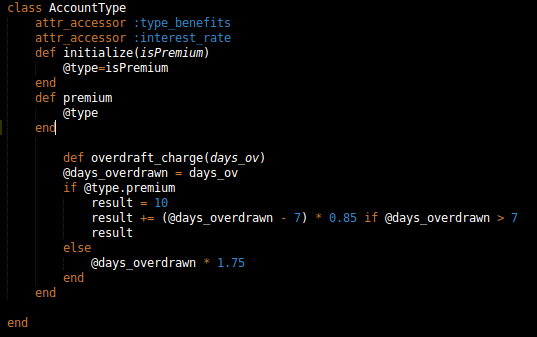 class AccountType
    attr_accessor :type_benefits
    attr_accessor :interest_rate
    def initialize(isPremium)
        @type=isPremium
    end
    def premium
        @type
    end

        def overdraft_charge(days_ov)
        @days_overdrawn = days_ov
        if @type.premium
            result = 10
            result += (@days_overdrawn - 7) * 0.85 if @days_overdrawn > 7
            result
        else
            @days_overdrawn * 1.75
        end
    end

end